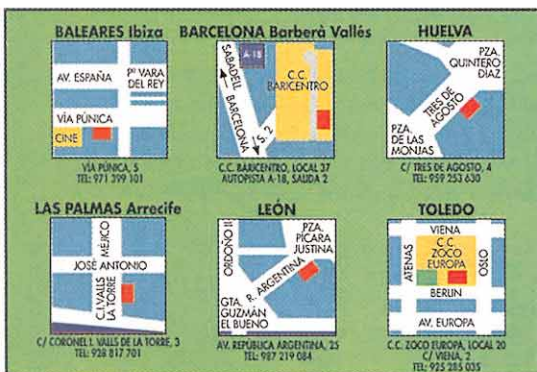 BALEARES Ibiza
AV. ESPAÑA
Pº VARA
DEL REY
VÍA PÚNICA
CINE
VÍA PÚNICA, 5
TEL: 971 399 101
BARCELONA Barberá Vallés
SABADELL
A-18
BARCELONA
S. 2
C.C.
BARICENTRO
C.C. BARICENTRO, LOCAL 37
AUTOPISTA A-18, SALIDA 2
HUELVA
PZA.
QUINTERO
DÍAZ
TRES DE
AGOSTO
PZA.
DE LAS
MONJAS
C/ TRES DE AGOSTO, 4
TEL: 959 253 630
LAS PALMAS Arrecife
MÉJICO
JOSÉ ANTONIO
C.I. VALLS
LA TORRE
C/ CORONEL I. VALLS DE LA TORRE, 3
TEL: 928 817 701
LEÓN
ORDOÑO II
PZA.
PÍCARA
JUSTINA
R. ARGENTINA
GTA.
GUZMÁN
EL BUENO
AV. REPÚBLICA ARGENTINA, 25
TEL: 987 219 084
TOLEDO
VIENA
ATENAS
C.C.
ZOCO
EUROPA
OSLO
BERLIN
AV. EUROPA
C.C. ZOCO EUROPA, LOCAL 20
C/ VIENA, 2
TEL: 925 285 035